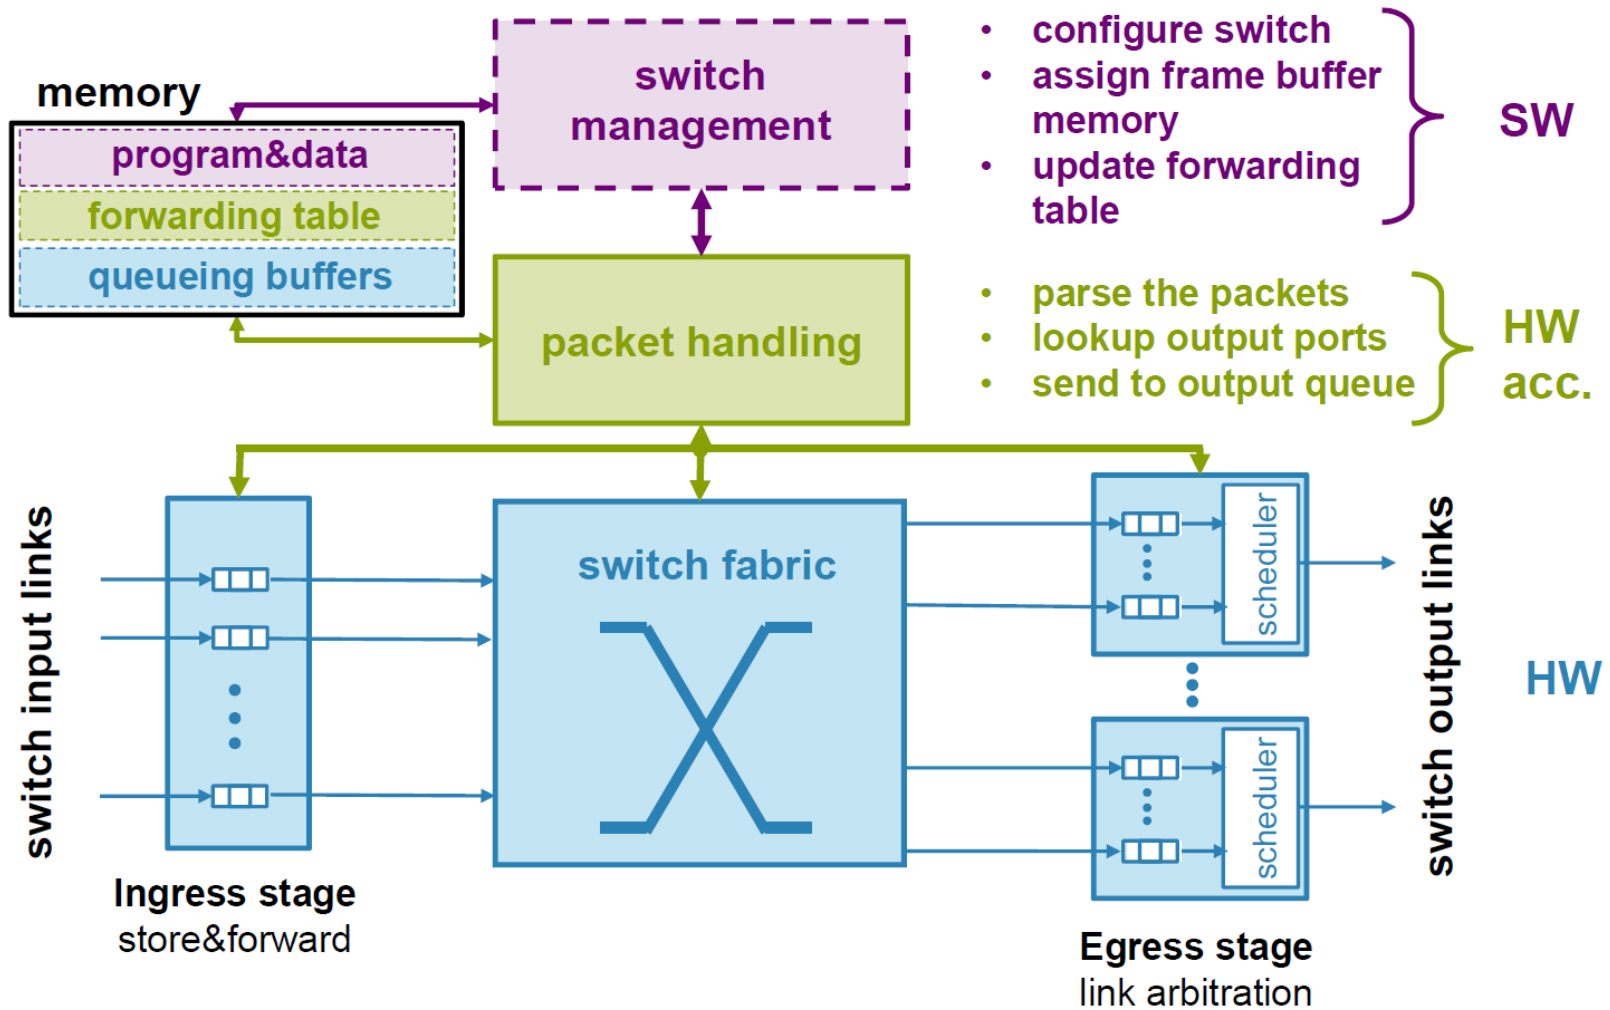 memory
program&data
forwarding table
queueing buffers
switch
management
• configure switch
• assign frame buffer
memory
• update forwarding
table
SW
packet handling
• parse the packets
• lookup output ports
• send to output queue
HW
acc.
switch input links
Ingress stage
store&forward
switch fabric
scheduler
scheduler
Egress stage
link arbitration
switch output links
HW